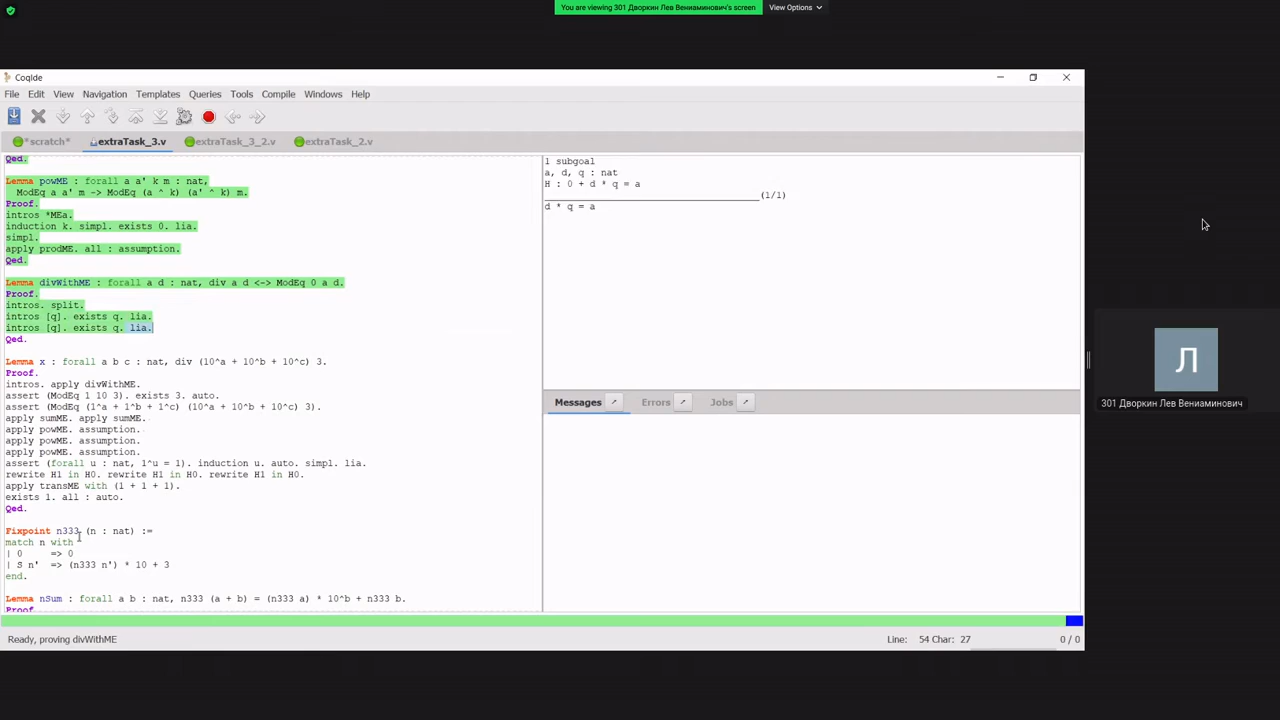 You are viewing 301 Дворкин Лев Вениаминович's screen
View Options
CoqIde
File Edit View Navigation Templates Queries Tools Compile Windows Help
*scratch* extraTask_3.v extraTask_3_2.v extraTask_2.v
Qed.
Lemma powME : forall a a' k m : nat,
  ModEq a a' m -> ModEq (a ^ k) (a' ^ k) m.
Proof.
intros *MEa.
induction k. simpl. exists 0. lia.
simpl.
apply prodME. all : assumption.
Qed.
Lemma divWithME : forall a d : nat, div a d <-> ModEq 0 a d.
Proof.
intros. split.
intros [q]. exists q. lia.
intros [q]. exists q. lia.
Qed.
Lemma x : forall a b c : nat, div (10^a + 10^b + 10^c) 3.
Proof.
intros. apply divWithME.
assert (ModEq 1 10 3). exists 3. auto.
assert (ModEq (1^a + 1^b + 1^c) (10^a + 10^b + 10^c) 3).
apply sumME. apply sumME.
apply powME. assumption.
apply powME. assumption.
apply powME. assumption.
assert (forall u : nat, 1^u = 1). induction u. auto. simpl. lia.
rewrite H1 in H0. rewrite H1 in H0. rewrite H1 in H0.
apply transME with (1 + 1 + 1).
exists 1. all : auto.
Qed.
Fixpoint n333 (n : nat) :=
match n with
| 0    => 0
| S n' => (n333 n') * 10 + 3
end.
Lemma nSum : forall a b : nat, n333 (a + b) = (n333 a) * 10^b + n333 b.
Proof
1 subgoal
a, d, q : nat
H : 0 + d * q = a
(1/1)
d * q = a
Messages Errors Jobs
Л
301 Дворкин Лев Вениаминович
Ready, proving divWithME
Line: 54 Char: 27 0 / 0